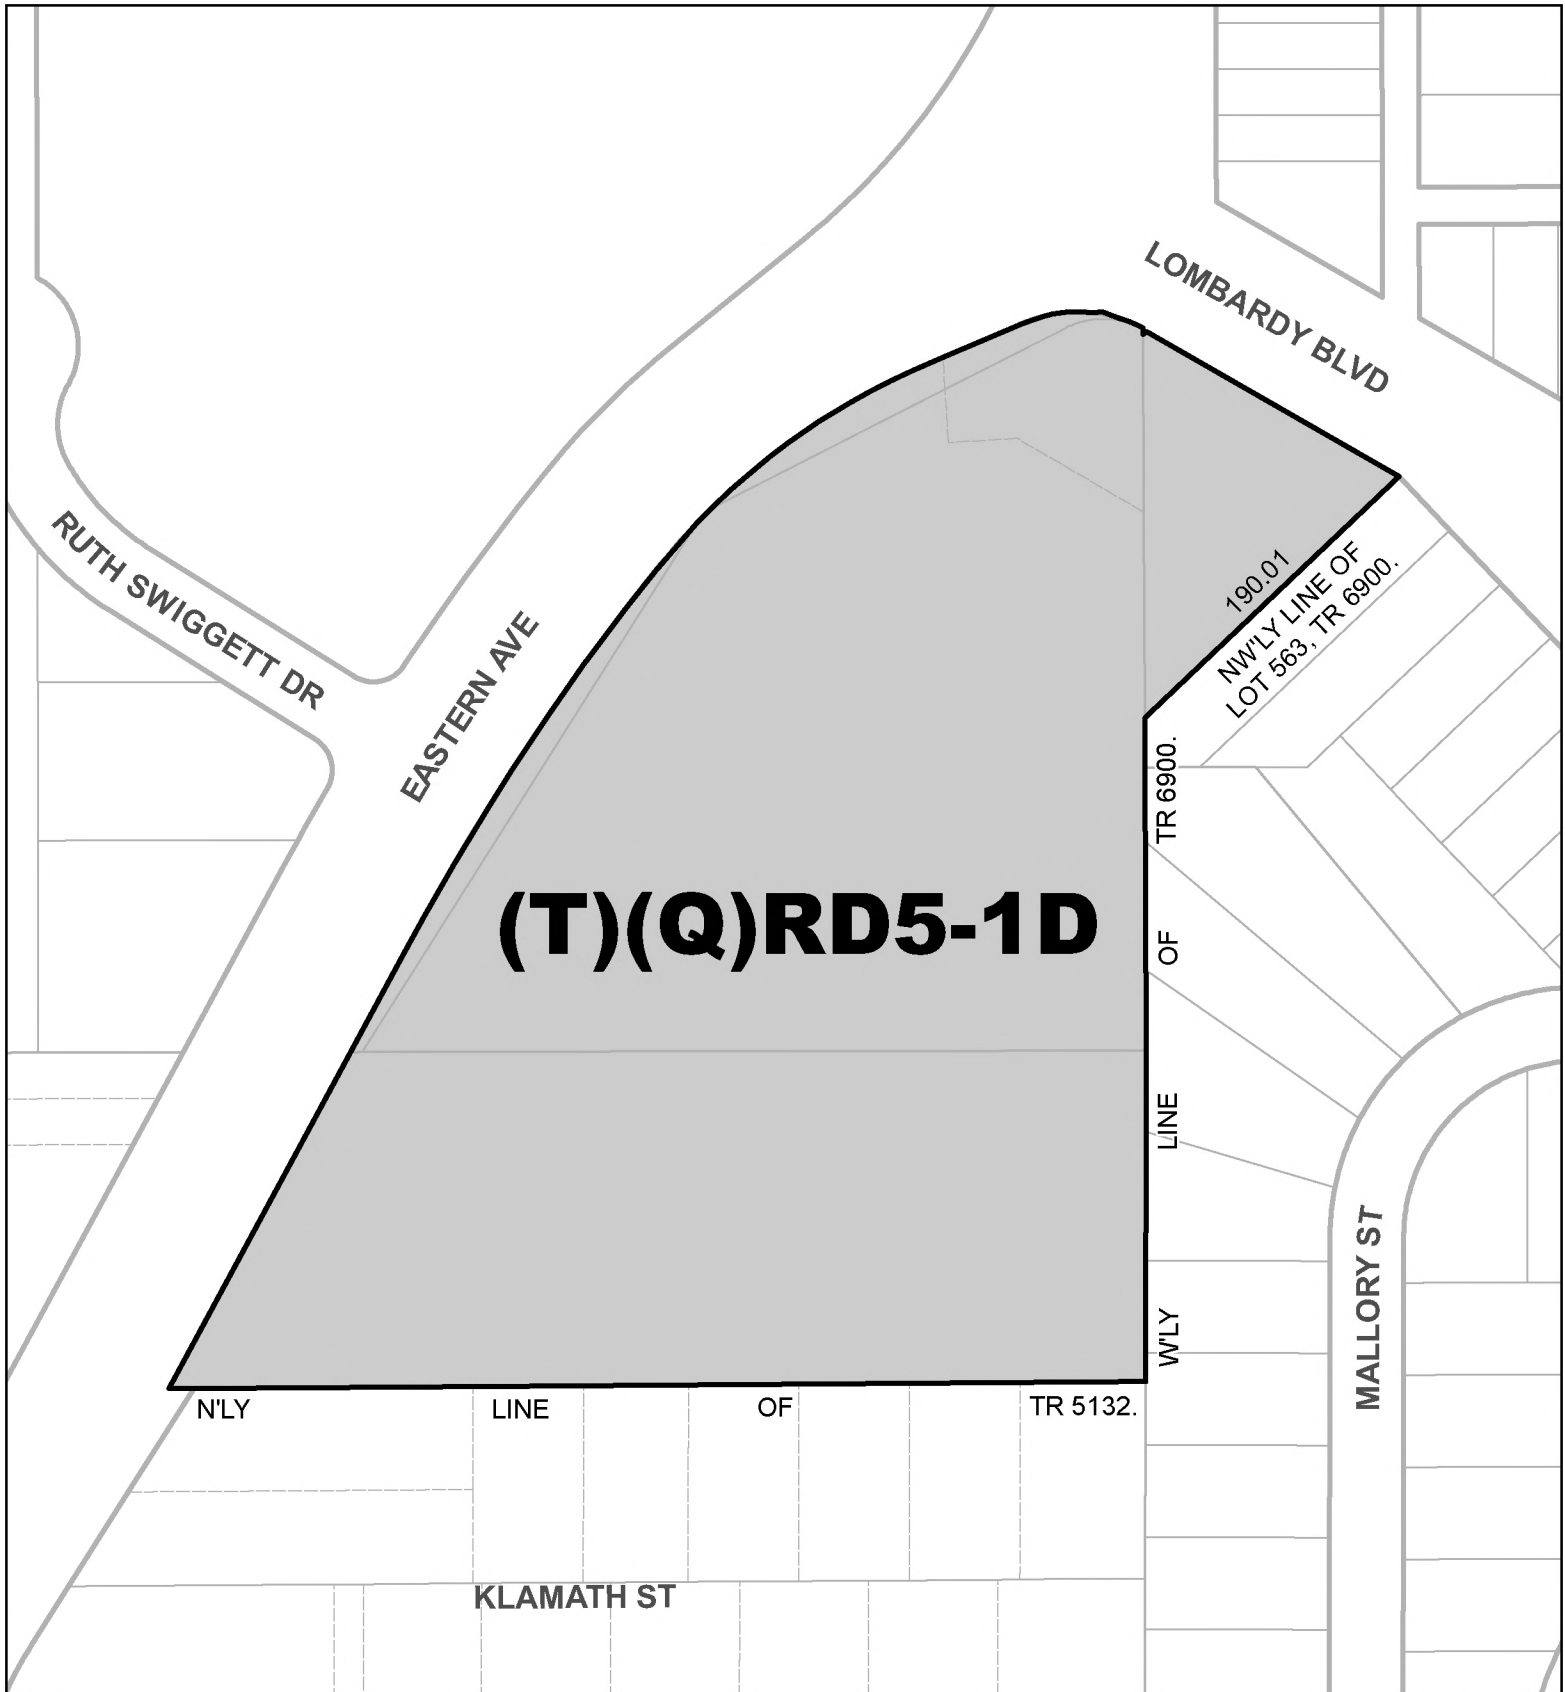 LOMBARDY BLVD
RUTH SWIGGETT DR
EASTERN AVE
190.01
NW'LY LINE OF
LOT 563, TR 6900.
(T)(Q)RD5-1D
W'LY LINE OF TR 6900.
MALLORY ST
N'LY LINE OF TR 5132.
KLAMATH ST